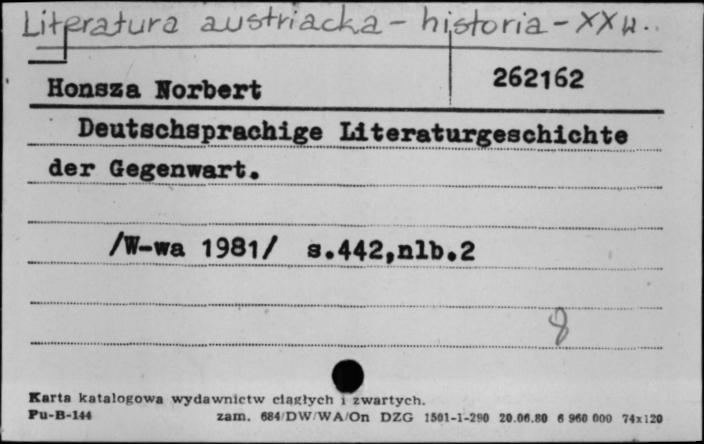 Literatura austriacka - historia - XX w.
Honsza Norbert 262162
Deutschsprachige Literaturgeschichte
der Gegenwart.
/W-wa 1981/ s.442,nlb.2
8
Karta katalogowa wydawnictw ciągłych i zwartych.
Pu-B-144 zam. 684/DW/WA/On DZG 1501-1-290 20.06.80 6 960 000 74x120